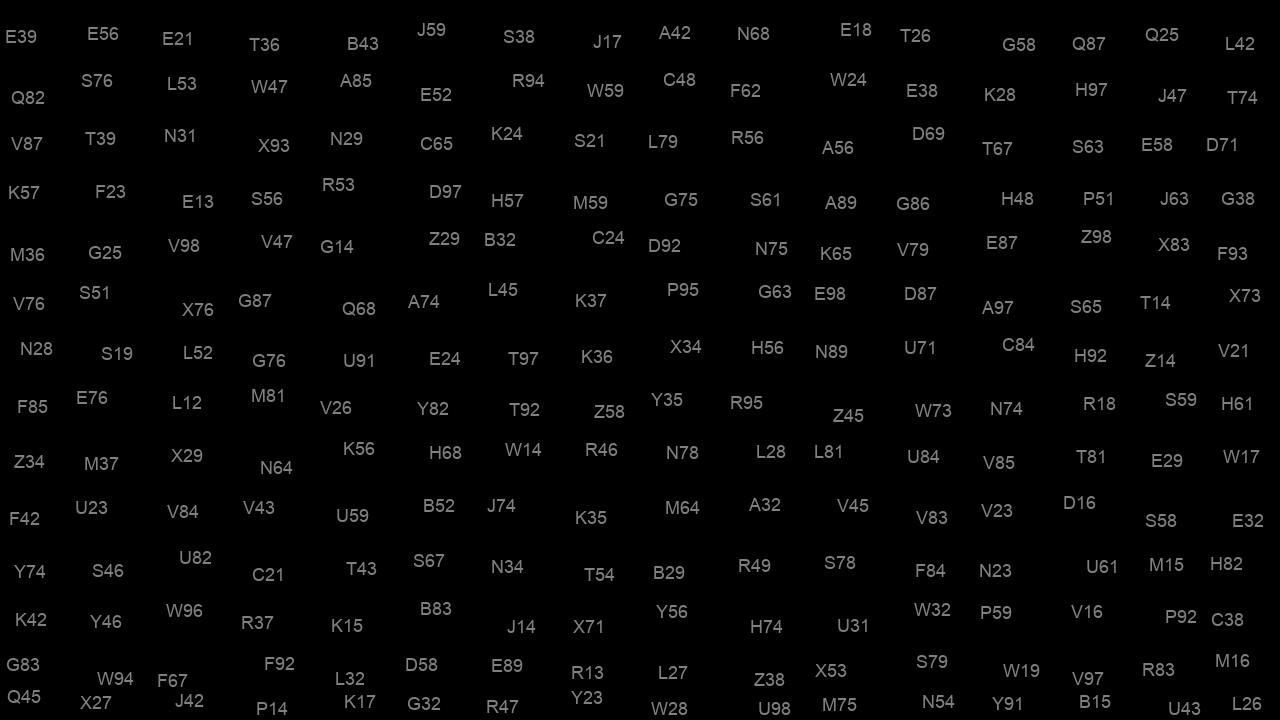 E39 E56 E21 T36 B43 J59 S38 J17 A42 N68 E18 T26 G58 Q87 Q25 L42
Q82 S76 L53 W47 A85 E52 R94 W59 C48 F62 W24 E38 K28 H97 J47 T74
V87 T39 N31 X93 N29 C65 K24 S21 L79 R56 A56 D69 T67 S63 E58 D71
K57 F23 E13 S56 R53 D97 H57 M59 G75 S61 A89 G86 H48 P51 J63 G38
M36 G25 V98 V47 G14 Z29 B32 C24 D92 N75 K65 V79 E87 Z98 X83 F93
V76 S51 X76 G87 Q68 A74 L45 K37 P95 G63 E98 D87 A97 S65 T14 X73
N28 S19 L52 G76 U91 E24 T97 K36 X34 H56 N89 U71 C84 H92 Z14 V21
F85 E76 L12 M81 V26 Y82 T92 Z58 Y35 R95 Z45 W73 N74 R18 S59 H61
Z34 M37 X29 N64 K56 H68 W14 R46 N78 L28 L81 U84 V85 T81 E29 W17
F42 U23 V84 V43 U59 B52 J74 K35 M64 A32 V45 V83 V23 D16 S58 E32
Y74 S46 U82 C21 T43 S67 N34 T54 B29 R49 S78 F84 N23 U61 M15 H82
K42 Y46 W96 R37 K15 B83 J14 X71 Y56 H74 U31 W32 P59 V16 P92 C38
G83 W94 F67 F92 L32 D58 E89 R13 L27 Z38 X53 S79 W19 V97 R83 M16
Q45 X27 J42 P14 K17 G32 R47 Y23 W28 U98 M75 N54 Y91 B15 U43 L26